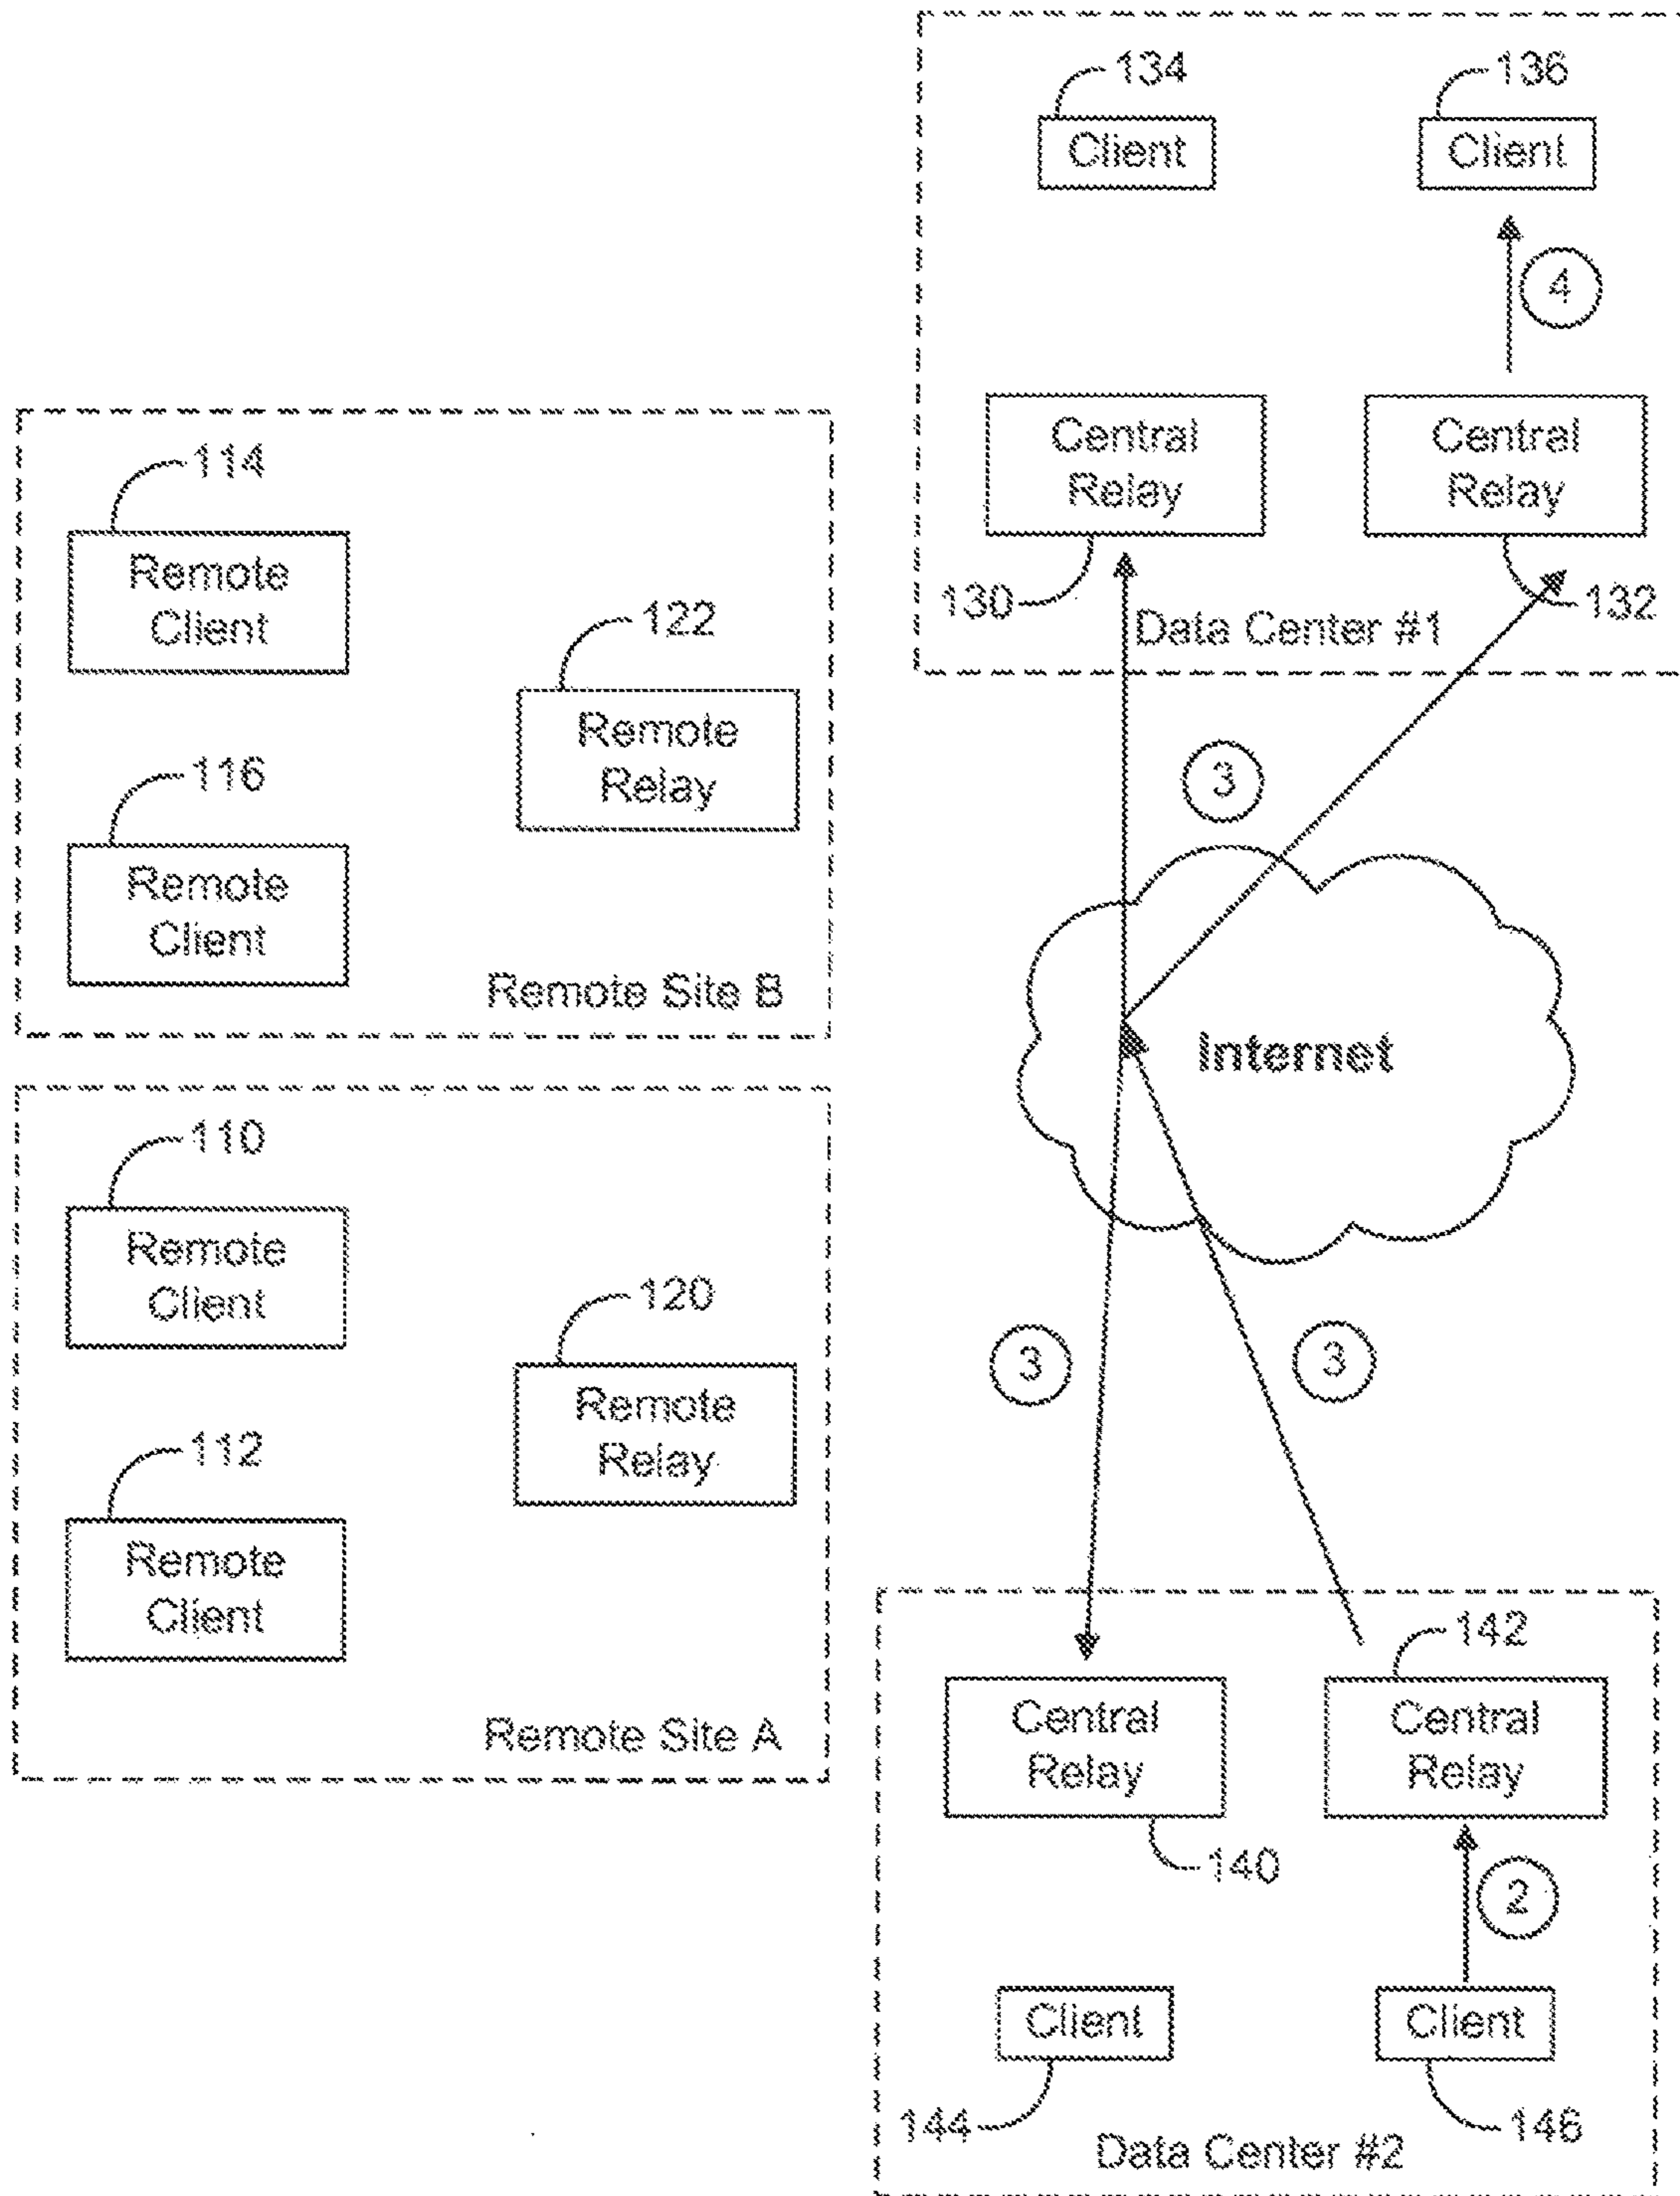 134
136
Client
Client
4
Central
Relay
Central
Relay
130
132
Data Center #1
114
Remote
Client
122
Remote
Relay
116
Remote
Client
Remote Site B
3
Internet
110
Remote
Client
120
Remote
Relay
112
Remote
Client
Remote Site A
3
3
142
Central
Relay
Central
Relay
140
2
Client
Client
144
146
Data Center #2